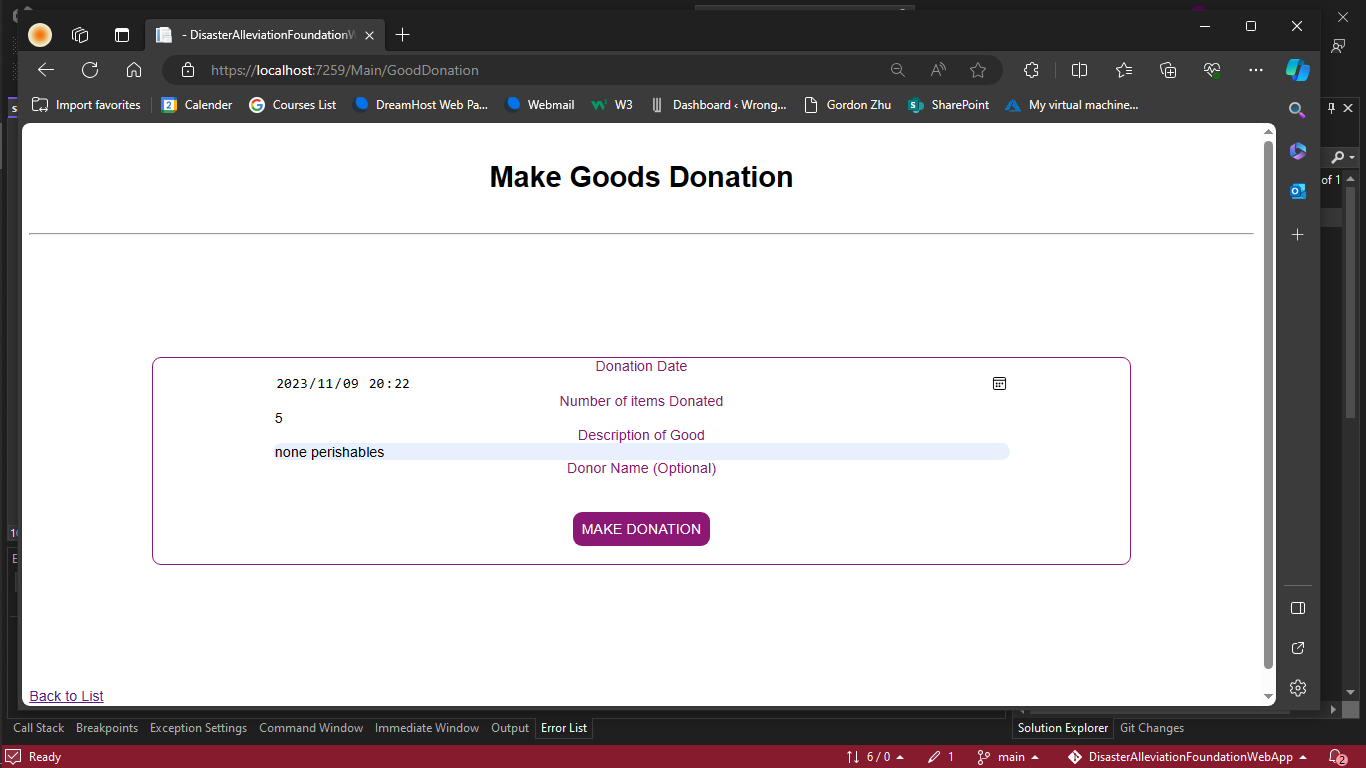 - DisasterAlleviationFoundationW
https://localhost:7259/Main/GoodDonation
Import favorites
2 Calender
Courses List
DreamHost Web Pa...
Webmail
W3
Dashboard ‹ Wrong...
Gordon Zhu
SharePoint
My virtual machine...
of 1
Make Goods Donation
Donation Date
2023/11/09 20:22
Number of items Donated
5
Description of Good
none perishables
Donor Name (Optional)
MAKE DONATION
Back to List
Call Stack Breakpoints Exception Settings Command Window Immediate Window Output Error List
Solution Explorer Git Changes
Ready
6 / 0
1
main
DisasterAlleviationFoundationWebApp
2